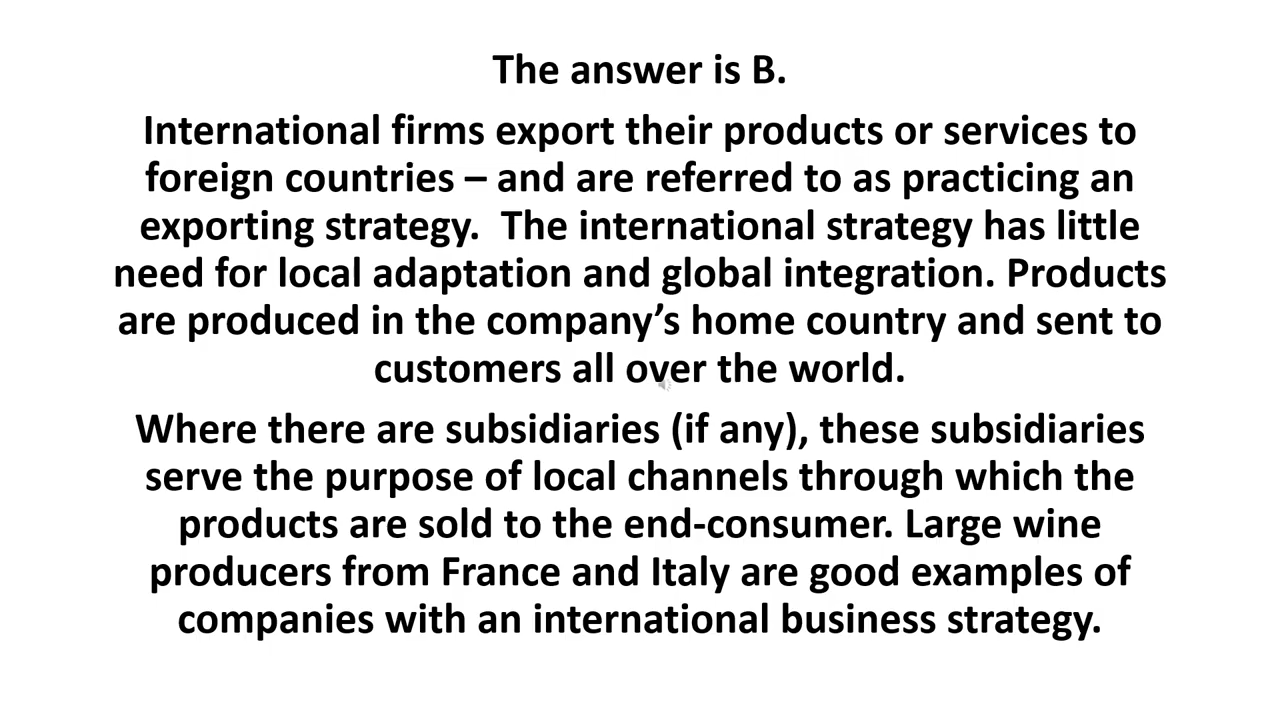 The answer is B.
International firms export their products or services to
foreign countries – and are referred to as practicing an
exporting strategy.  The international strategy has little
need for local adaptation and global integration. Products
are produced in the company’s home country and sent to
customers all over the world.
Where there are subsidiaries (if any), these subsidiaries
serve the purpose of local channels through which the
products are sold to the end-consumer. Large wine
producers from France and Italy are good examples of
companies with an international business strategy.